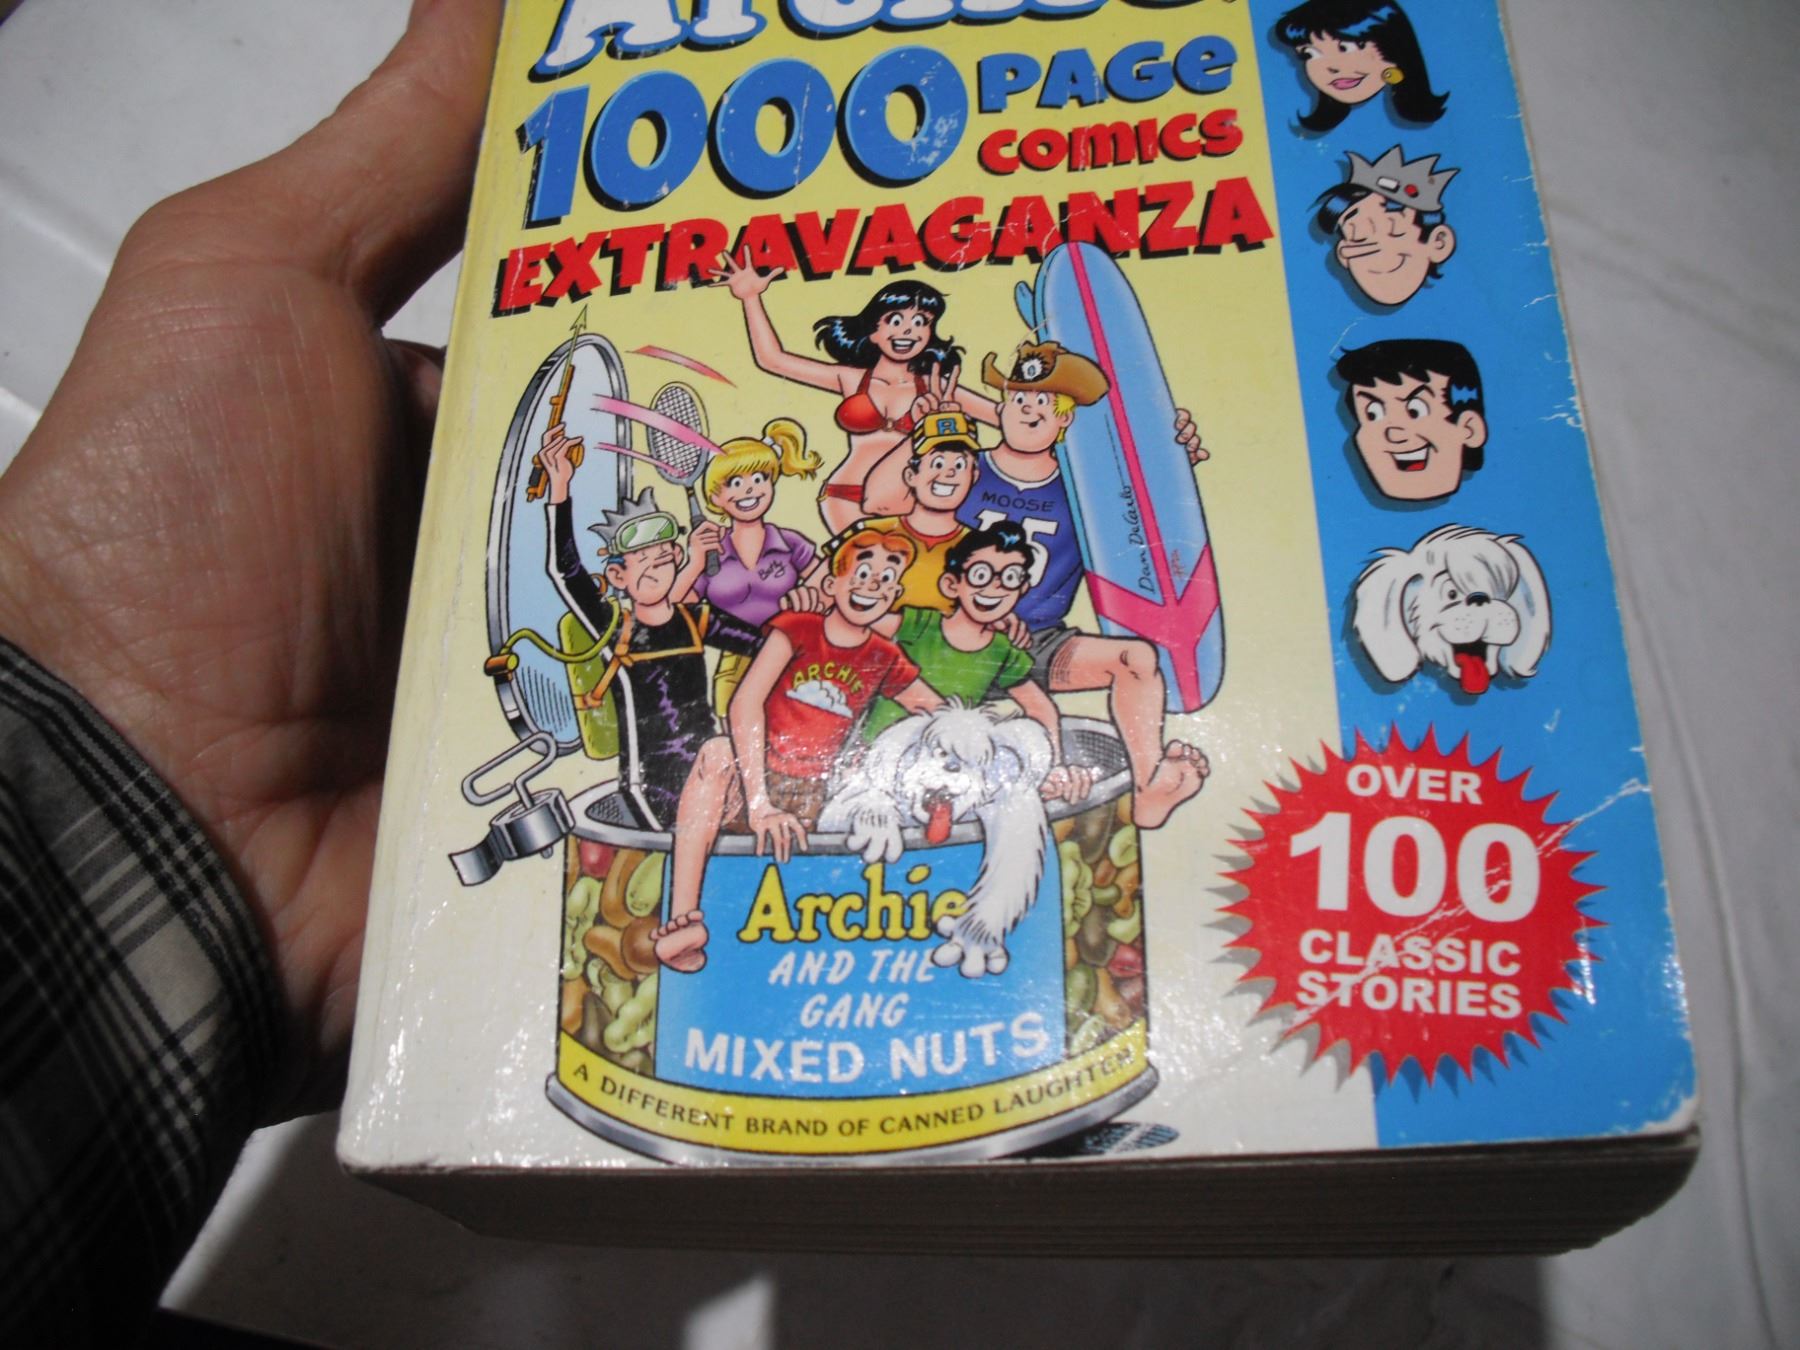 Archie
1000 PAGE
COMICS
EXTRAVAGANZA
R
MOOSE
15
Betty
Dan DeCarlo
ARCHIE
OVER
100
CLASSIC
STORIES
Archie
AND THE
GANG
MIXED NUTS
A DIFFERENT BRAND OF CANNED LAUGHTER!